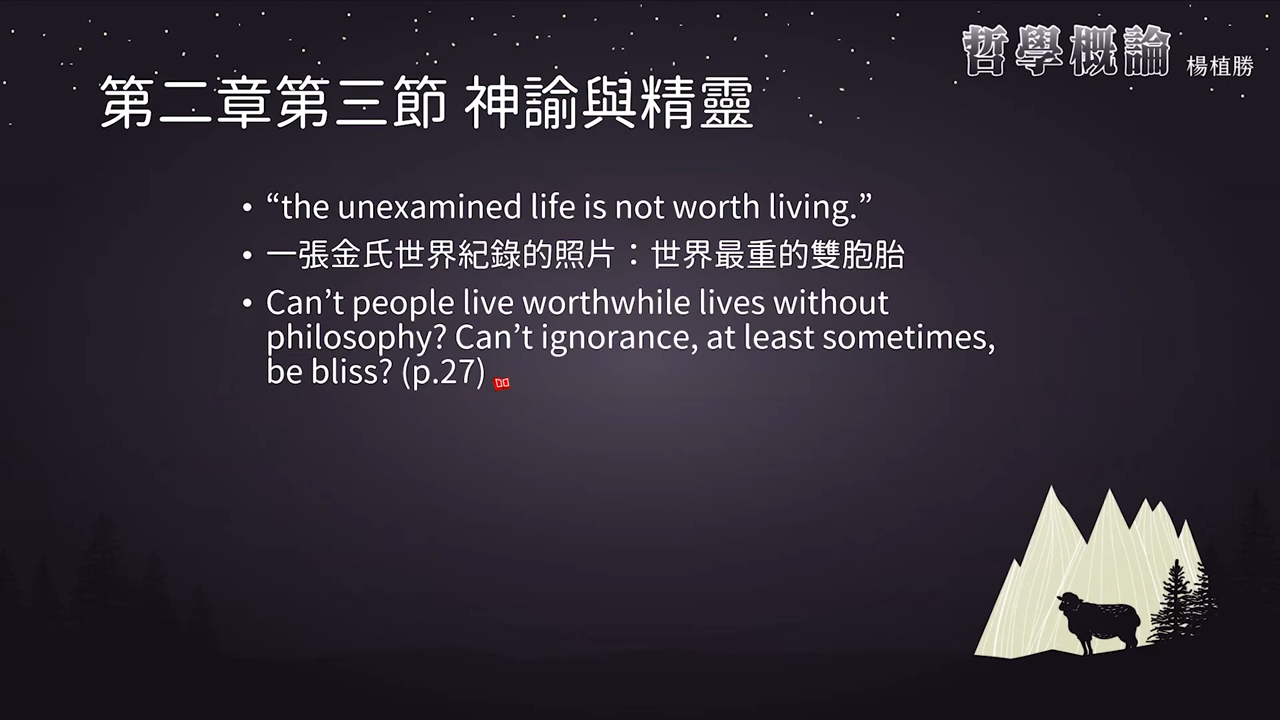 哲學概論 楊植勝
第二章第三節 神諭與精靈
• “the unexamined life is not worth living.”
• 一張金氏世界紀錄的照片：世界最重的雙胞胎
• Can’t people live worthwhile lives without
philosophy? Can’t ignorance, at least sometimes,
be bliss? (p.27)